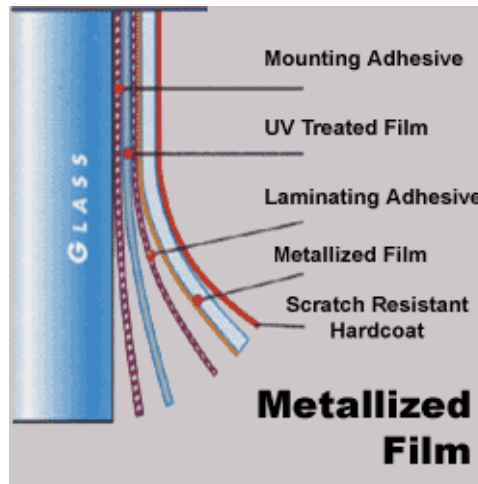 Mounting Adhesive
UV Treated Film
GLASS
Laminating Adhesive
Metallized Film
Scratch Resistant
Hardcoat
Metallized
Film